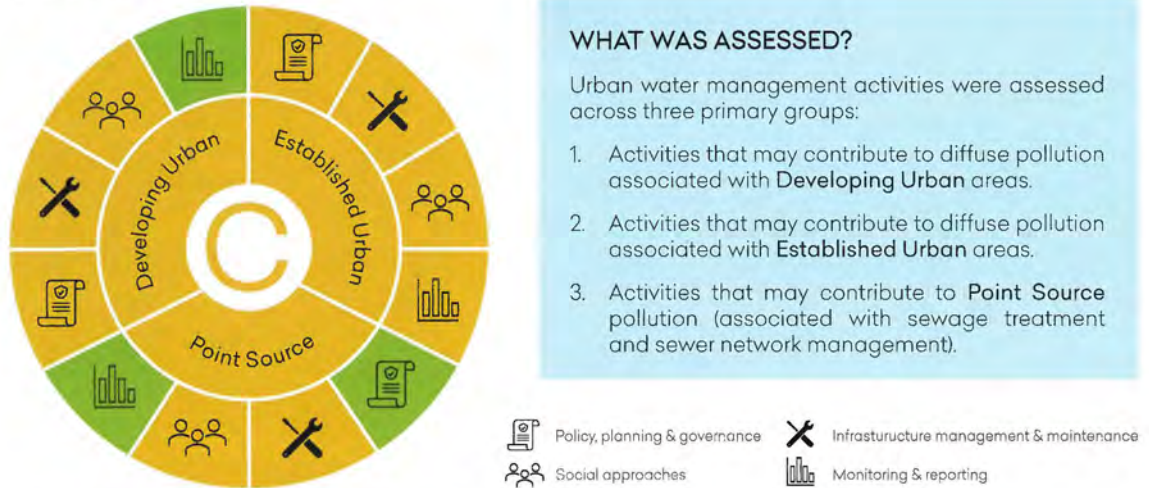 Developing Urban
Established Urban
C
Point Source
WHAT WAS ASSESSED?
Urban water management activities were assessed
across three primary groups:
1. Activities that may contribute to diffuse pollution
associated with Developing Urban areas.
2. Activities that may contribute to diffuse pollution
associated with Established Urban areas.
3. Activities that may contribute to Point Source
pollution (associated with sewage treatment
and sewer network management).
Policy, planning & governance
Infrasturucture management & maintenance
Social approaches
Monitoring & reporting